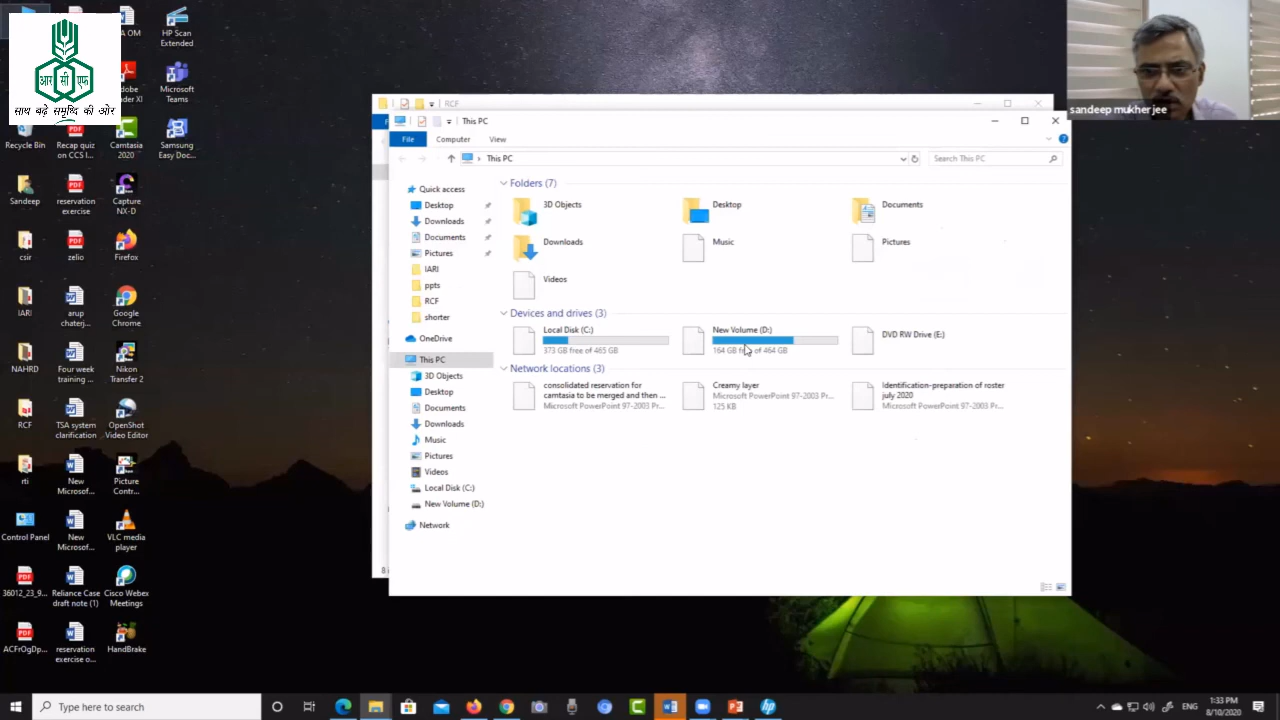 आर सी एफ
साथ बढ़े समृद्धि की ओर
A OM
HP Scan
Extended
Microsoft
Teams
Recycle Bin
Recap quiz
on CCS l...
Camtasia
2020
Samsung
Easy Doc...
Sandeep
reservation
exercise
Capture
NX-D
csir
zelio
Firefox
IARI
arup
chaterj...
Google
Chrome
NAHRD
Four week
training ...
Nikon
Transfer 2
RCF
TSA system
clarification
OpenShot
Video Editor
rti
New
Microsof...
Picture
Contr...
Control Panel
New
Microsof...
VLC media
player
36012_23_9...
Reliance Case
draft note (1)
Cisco Webex
Meetings
ACFrOgDp...
reservation
exercise o...
HandBrake
RCF
This PC
File
Computer
View
This PC
Search This PC
Quick access
Desktop
Downloads
Documents
Pictures
IARI
ppts
RCF
shorter
OneDrive
This PC
3D Objects
Desktop
Documents
Downloads
Music
Pictures
Videos
Local Disk (C:)
New Volume (D:)
Network
Folders (7)
3D Objects
Desktop
Documents
Downloads
Music
Pictures
Videos
Devices and drives (3)
Local Disk (C:)
373 GB free of 465 GB
New Volume (D:)
164 GB free of 464 GB
DVD RW Drive (E:)
Network locations (3)
consolidated reservation for
camtasia to be merged and then ...
Microsoft PowerPoint 97-2003 Pr...
Creamy layer
Microsoft PowerPoint 97-2003 Pr...
125 KB
Identification-preparation of roster
july 2020
Microsoft PowerPoint 97-2003 Pr...
sandeep mukherjee
Type here to search
ENG
1:33 PM
8/10/2020